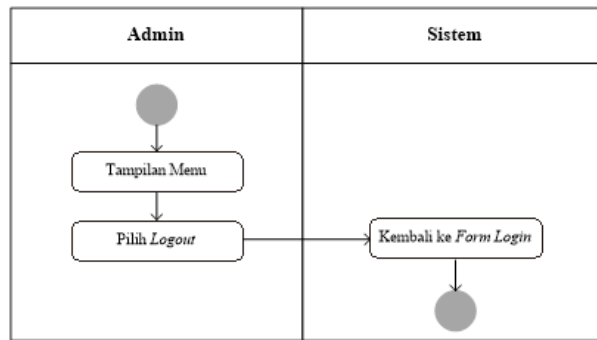 Admin
Sistem
Tampilan Menu
Pilih Logout
Kembali ke Form Login